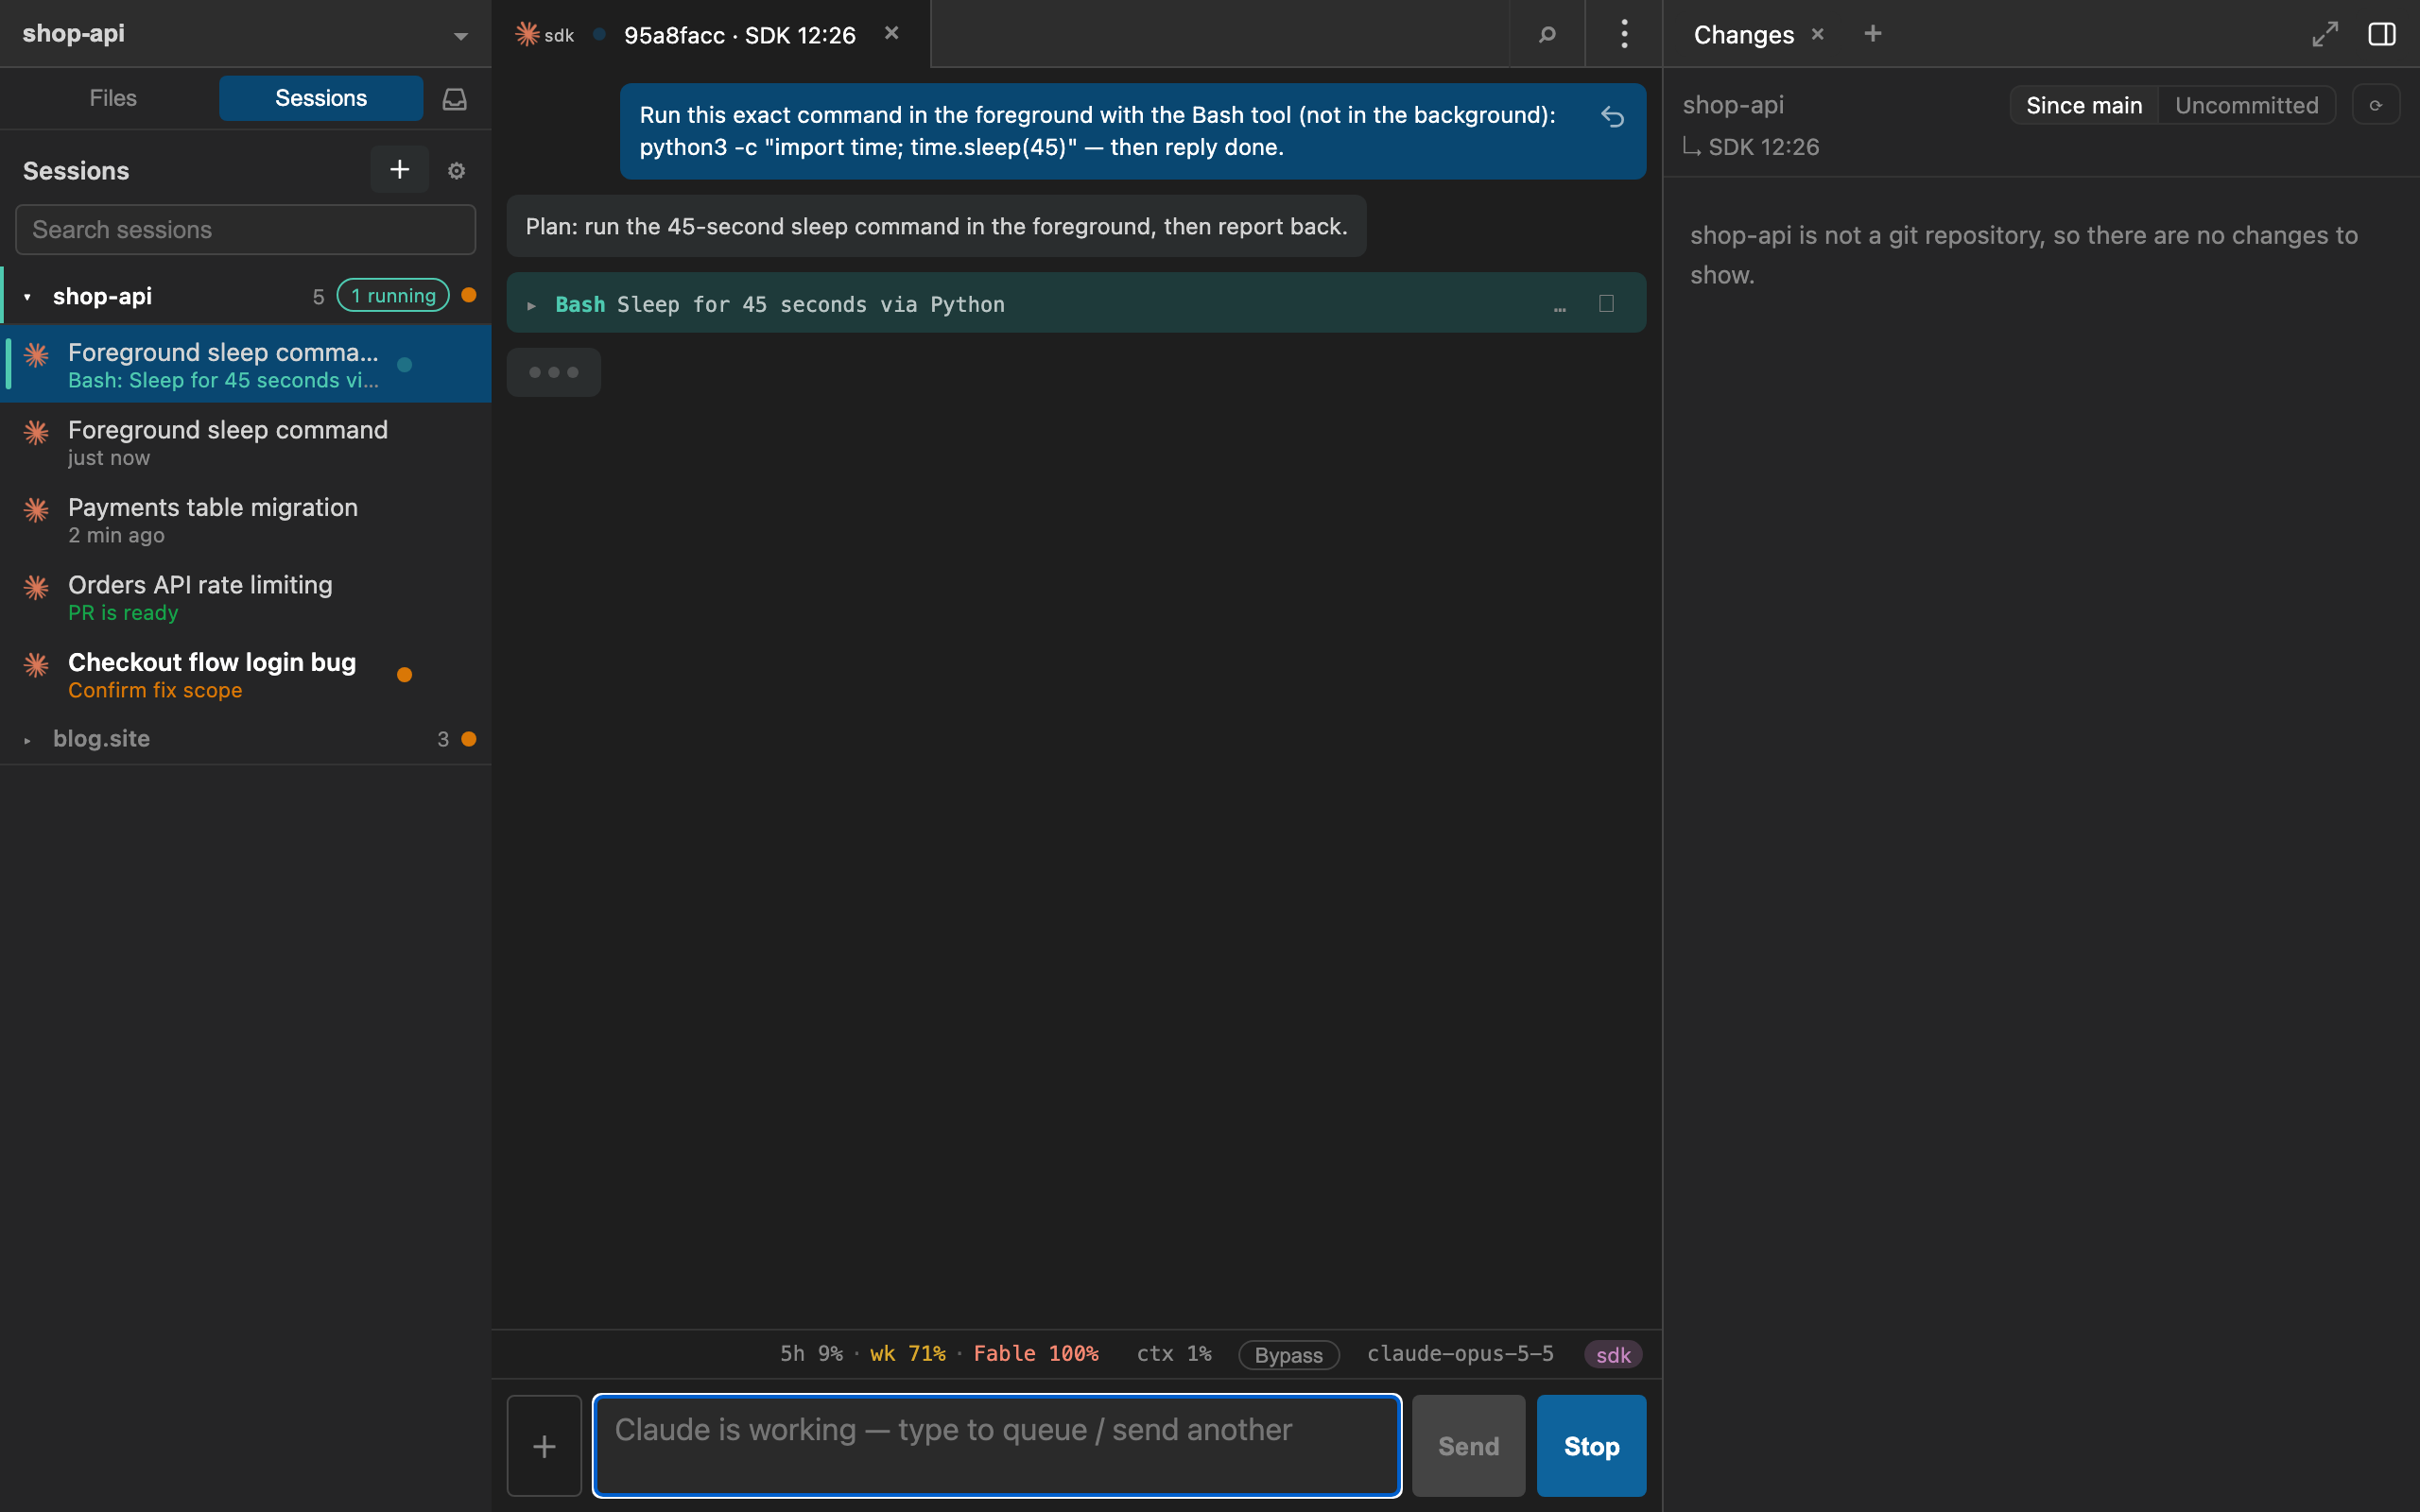 shop-api
Files
Sessions
Sessions
Search sessions
shop-api
5
1 running
Foreground sleep comma...
Bash: Sleep for 45 seconds vi...
Foreground sleep command
just now
Payments table migration
2 min ago
Orders API rate limiting
PR is ready
Checkout flow login bug
Confirm fix scope
blog.site
3
sdk
95a8facc · SDK 12:26
Run this exact command in the foreground with the Bash tool (not in the background):
python3 -c "import time; time.sleep(45)" — then reply done.
Plan: run the 45-second sleep command in the foreground, then report back.
Bash Sleep for 45 seconds via Python
…
5h 9% · wk 71% · Fable 100%
ctx 1%
Bypass
claude-opus-5-5
sdk
Claude is working — type to queue / send another
Send
Stop
Changes
shop-api
Since main
Uncommitted
SDK 12:26
shop-api is not a git repository, so there are no changes to
show.